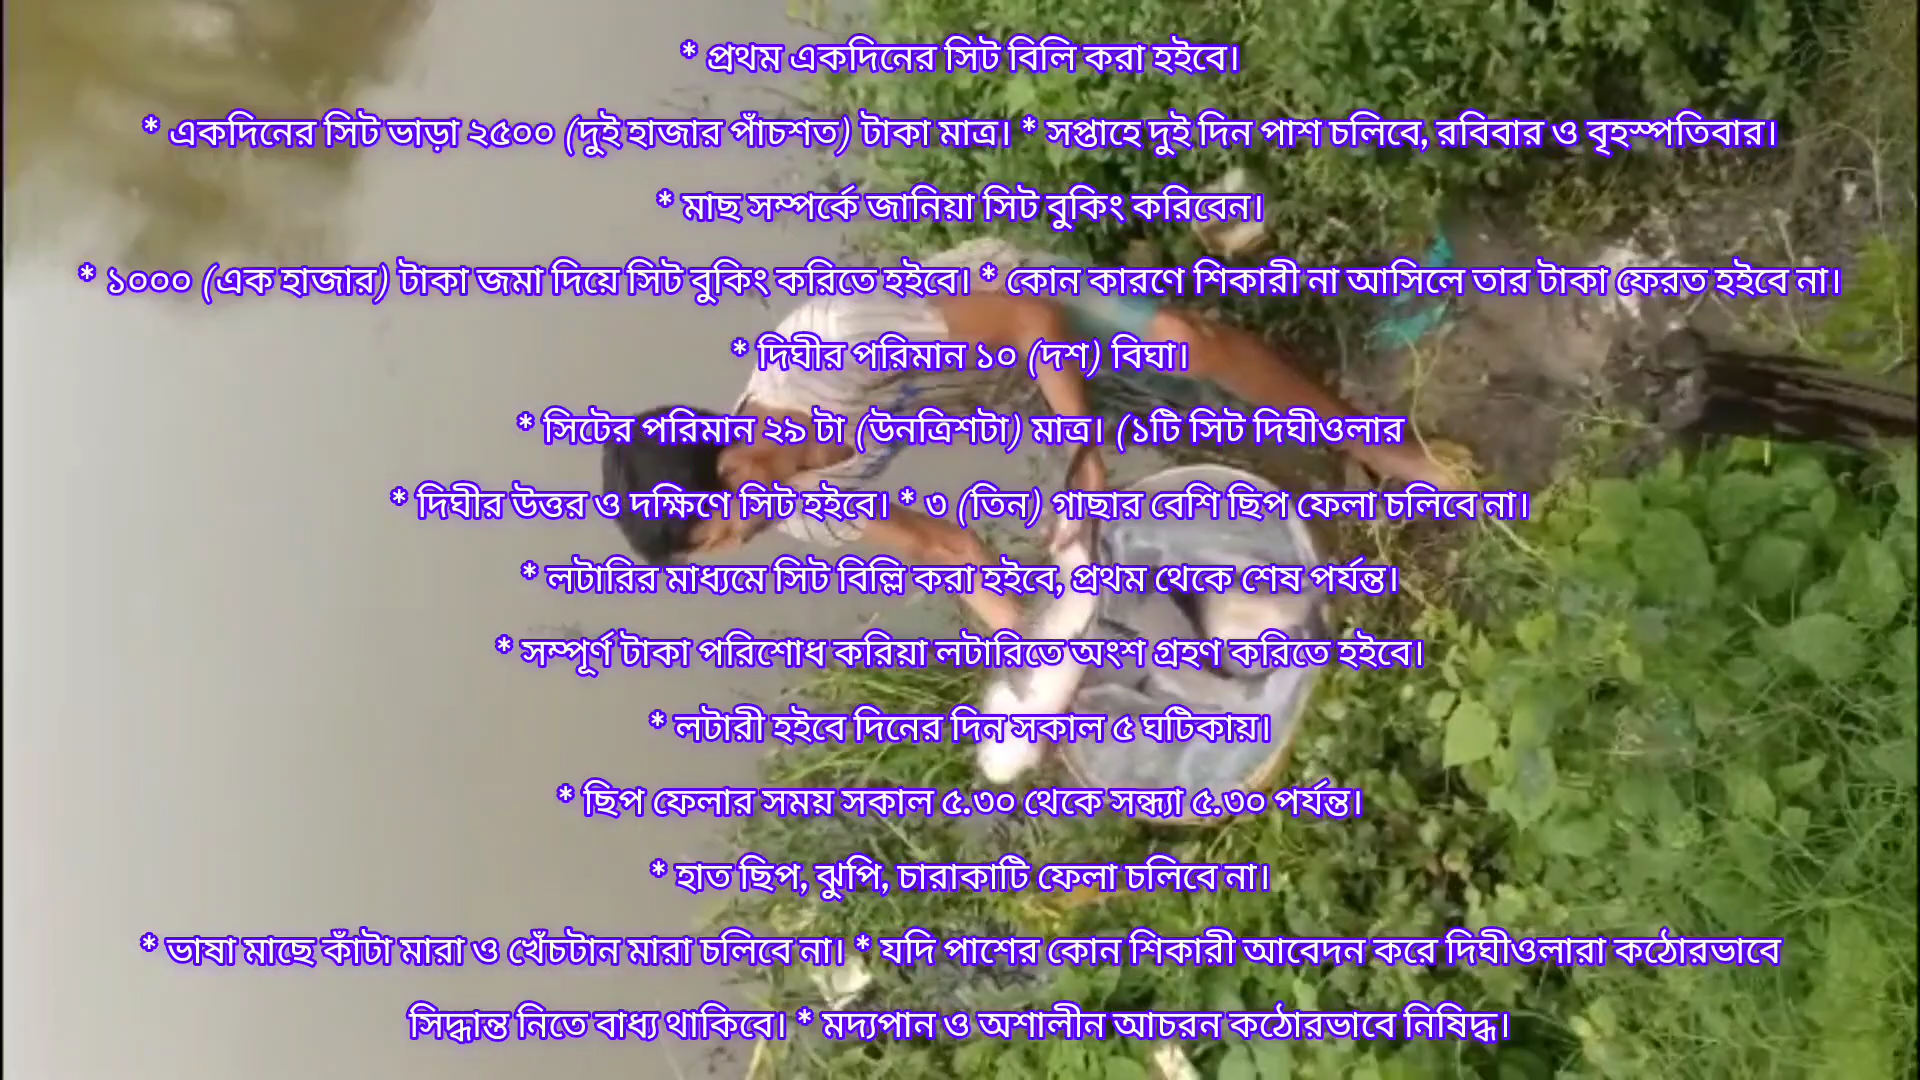 * প্রথম একদিনের সিট বিলি করা হইবে।
* একদিনের সিট ভাড়া ২৫০০ (দুই হাজার পাঁচশত) টাকা মাত্র। * সপ্তাহে দুই দিন পাশ চলিবে, রবিবার ও বৃহস্পতিবার।
* মাছ সম্পর্কে জানিয়া সিট বুকিং করিবেন।
* ১০০০ (এক হাজার) টাকা জমা দিয়ে সিট বুকিং করিতে হইবে। * কোন কারণে শিকারী না আসিলে তার টাকা ফেরত হইবে না।
* দিঘীর পরিমান ১০ (দশ) বিঘা।
* সিটের পরিমান ২৯ টা (উনত্রিশটা) মাত্র। (১টি সিট দিঘীওলার
* দিঘীর উত্তর ও দক্ষিণে সিট হইবে। * ৩ (তিন) গাছার বেশি ছিপ ফেলা চলিবে না।
* লটারির মাধ্যমে সিট বিল্লি করা হইবে, প্রথম থেকে শেষ পর্যন্ত।
* সম্পূর্ণ টাকা পরিশোধ করিয়া লটারিতে অংশ গ্রহণ করিতে হইবে।
* লটারী হইবে দিনের দিন সকাল ৫ ঘটিকায়।
* ছিপ ফেলার সময় সকাল ৫.৩০ থেকে সন্ধ্যা ৫.৩০ পর্যন্ত।
* হাত ছিপ, ঝুপি, চারাকাটি ফেলা চলিবে না।
* ভাষা মাছে কাঁটা মারা ও খেঁচটান মারা চলিবে না। * যদি পাশের কোন শিকারী আবেদন করে দিঘীওলারা কঠোরভাবে
সিদ্ধান্ত নিতে বাধ্য থাকিবে। * মদ্যপান ও অশালীন আচরন কঠোরভাবে নিষিদ্ধ।